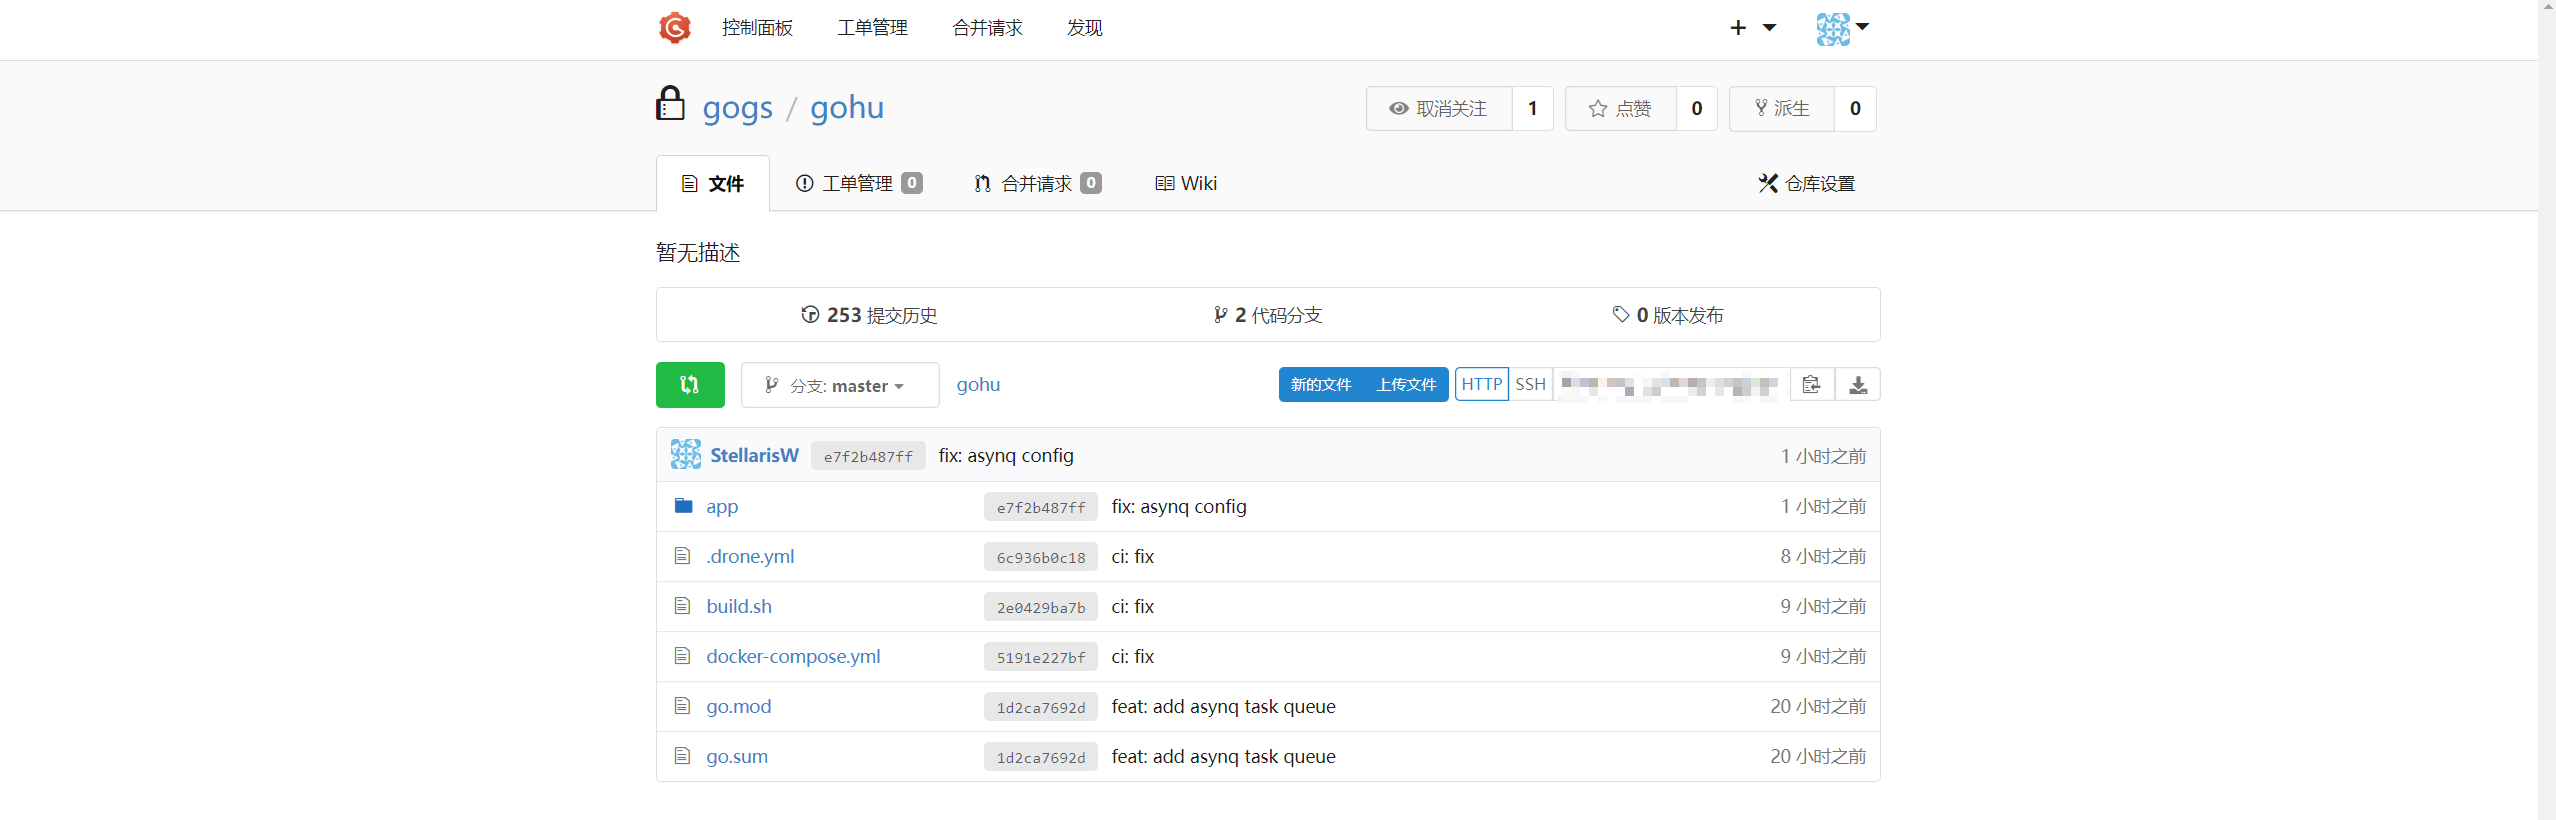 控制面板 工单管理 合并请求 发现
gogs / gohu 取消关注 1 点赞 0 派生 0
文件 工单管理 0 合并请求 0 Wiki 仓库设置
暂无描述
253 提交历史 2 代码分支 0 版本发布
分支: master gohu 新的文件 上传文件 HTTP SSH
StellarisW e7f2b487ff fix: asynq config 1 小时之前
app e7f2b487ff fix: asynq config 1 小时之前
.drone.yml 6c936b0c18 ci: fix 8 小时之前
build.sh 2e0429ba7b ci: fix 9 小时之前
docker-compose.yml 5191e227bf ci: fix 9 小时之前
go.mod 1d2ca7692d feat: add asynq task queue 20 小时之前
go.sum 1d2ca7692d feat: add asynq task queue 20 小时之前